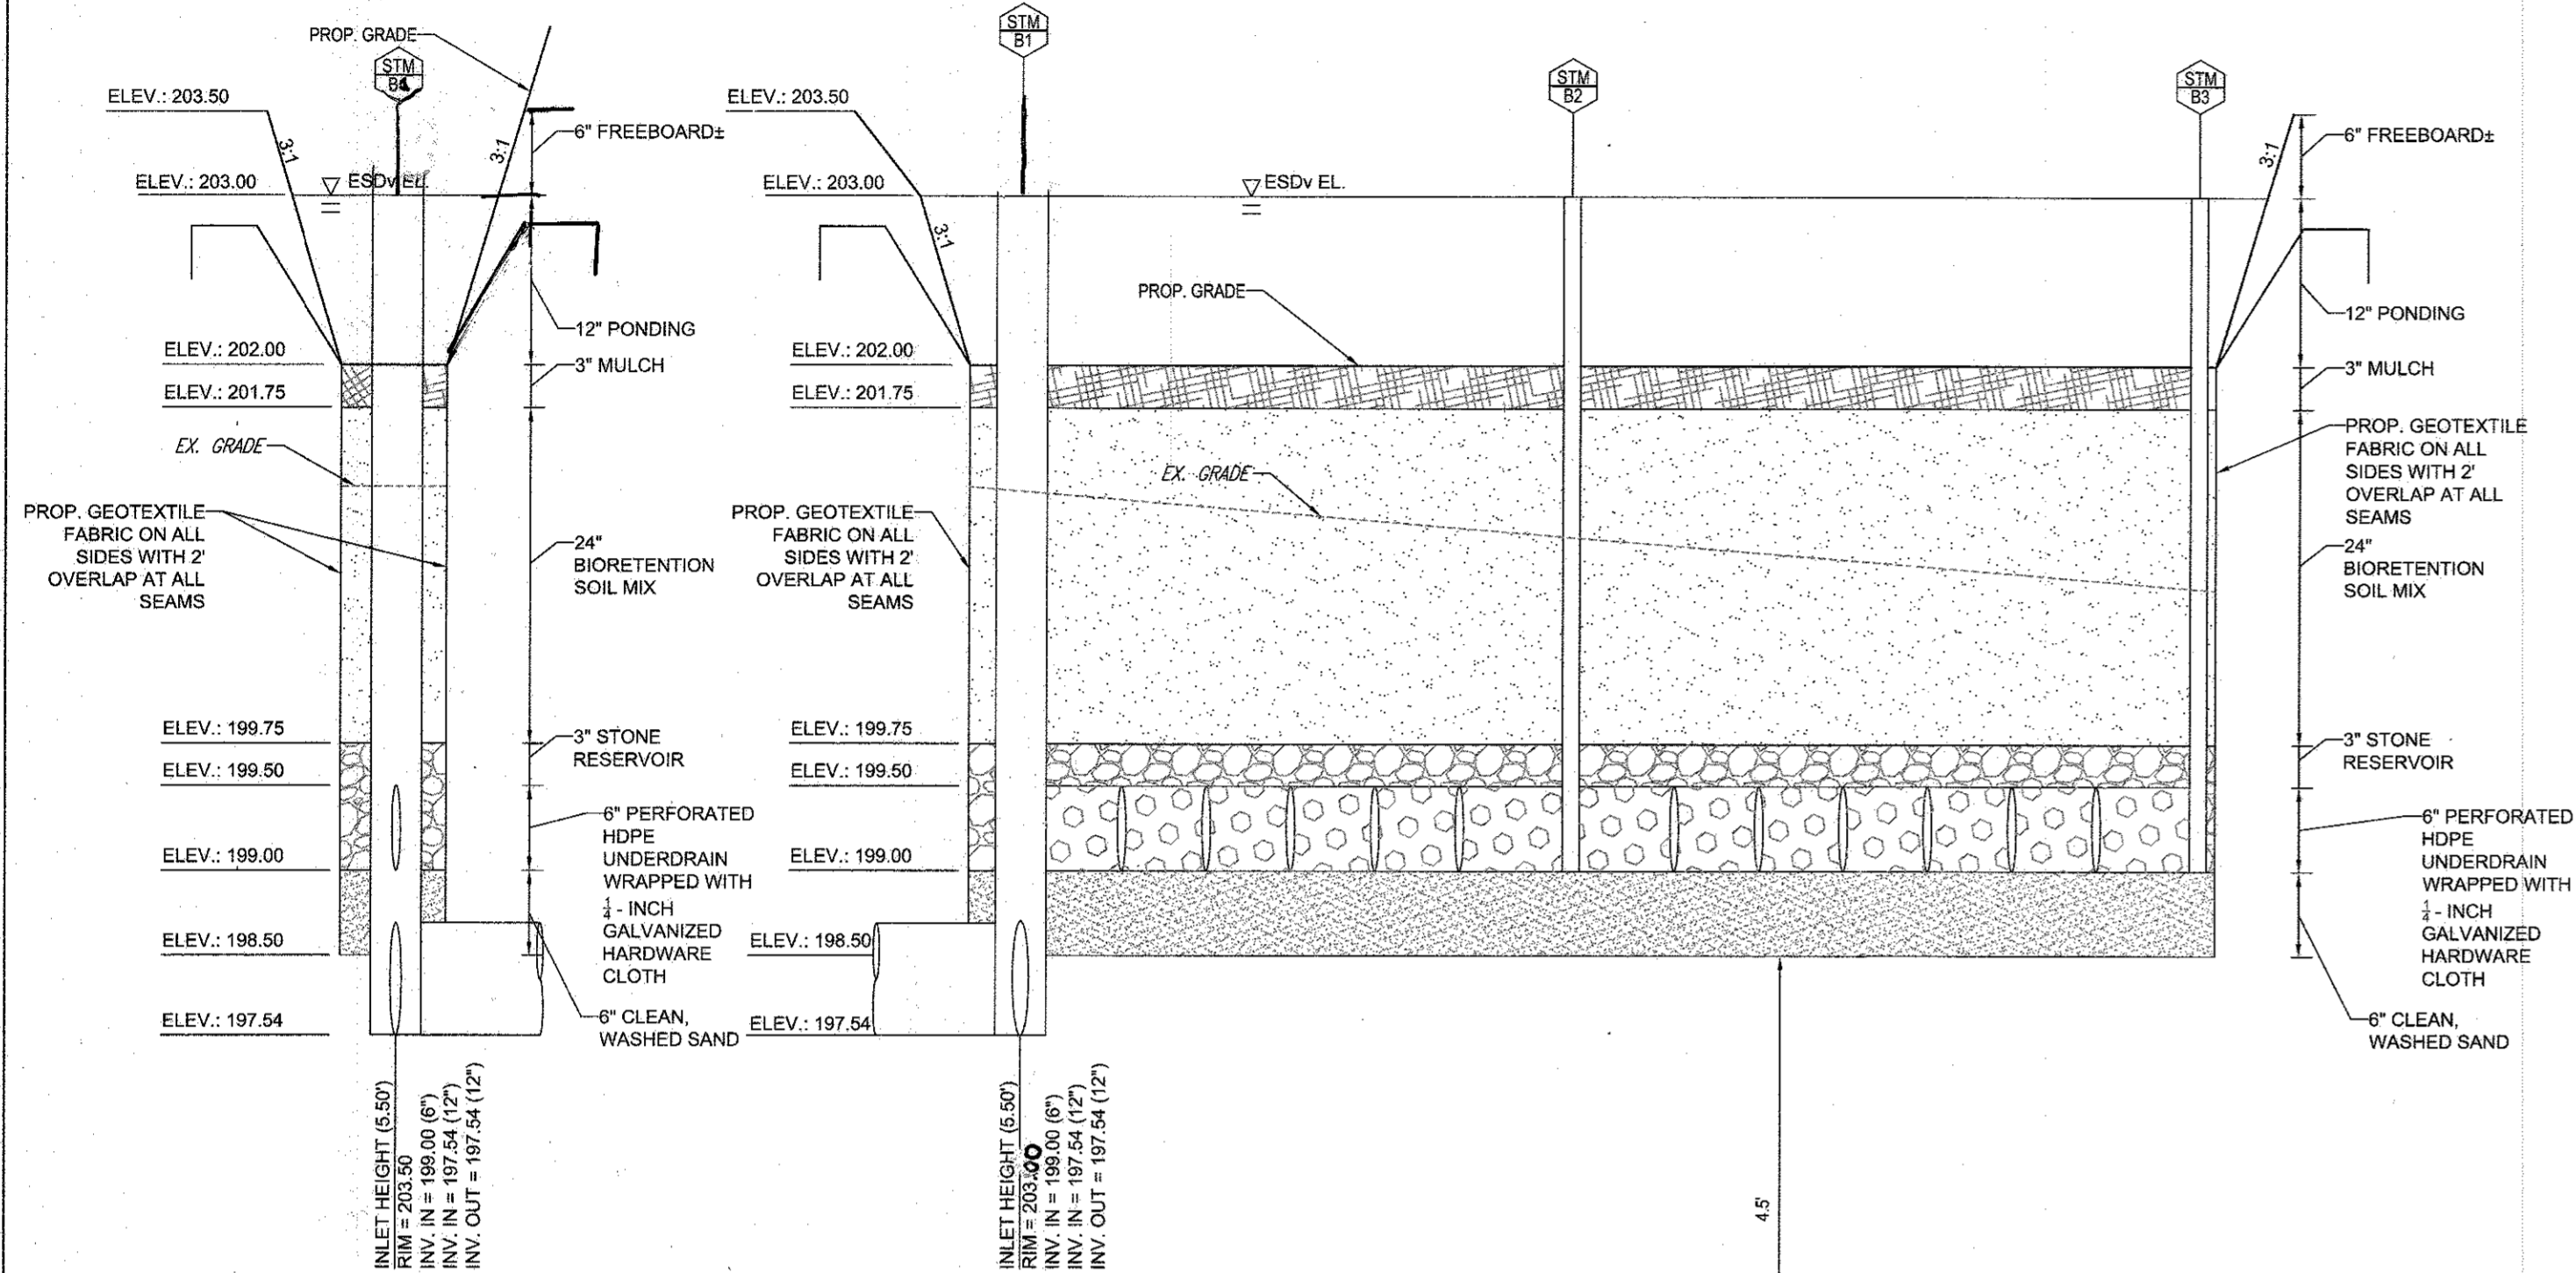 PROP. GRADE
STM
B1
ELEV.: 203.50
3:1
3:1
6" FREEBOARD±
ELEV.: 203.00
ESDv EL.
12" PONDING
ELEV.: 202.00
3" MULCH
ELEV.: 201.75
EX. GRADE
PROP. GEOTEXTILE
FABRIC ON ALL
SIDES WITH 2'
OVERLAP AT ALL
SEAMS
24"
BIORETENTION
SOIL MIX
ELEV.: 199.75
3" STONE
RESERVOIR
ELEV.: 199.50
6" PERFORATED
HDPE
UNDERDRAIN
WRAPPED WITH
1/4 - INCH
GALVANIZED
HARDWARE
CLOTH
ELEV.: 199.00
ELEV.: 198.50
6" CLEAN,
WASHED SAND
ELEV.: 197.54
INLET HEIGHT (5.50')
RIM = 203.50
INV. IN = 199.00 (6")
INV. IN = 197.54 (12")
INV. OUT = 197.54 (12")
STM
B1
STM
B2
STM
B3
ELEV.: 203.50
ELEV.: 203.00
3:1
ESDv EL.
3:1
6" FREEBOARD±
PROP. GRADE
12" PONDING
ELEV.: 202.00
3" MULCH
ELEV.: 201.75
EX. GRADE
PROP. GEOTEXTILE
FABRIC ON ALL
SIDES WITH 2'
OVERLAP AT ALL
SEAMS
PROP. GEOTEXTILE
FABRIC ON ALL
SIDES WITH 2'
OVERLAP AT ALL
SEAMS
24"
BIORETENTION
SOIL MIX
ELEV.: 199.75
3" STONE
RESERVOIR
ELEV.: 199.50
6" PERFORATED
HDPE
UNDERDRAIN
WRAPPED WITH
1/4 - INCH
GALVANIZED
HARDWARE
CLOTH
ELEV.: 199.00
ELEV.: 198.50
6" CLEAN,
WASHED SAND
ELEV.: 197.54
INLET HEIGHT (5.50')
RIM = 203.00
INV. IN = 199.00 (6")
INV. IN = 197.54 (12")
INV. OUT = 197.54 (12")
4.5'